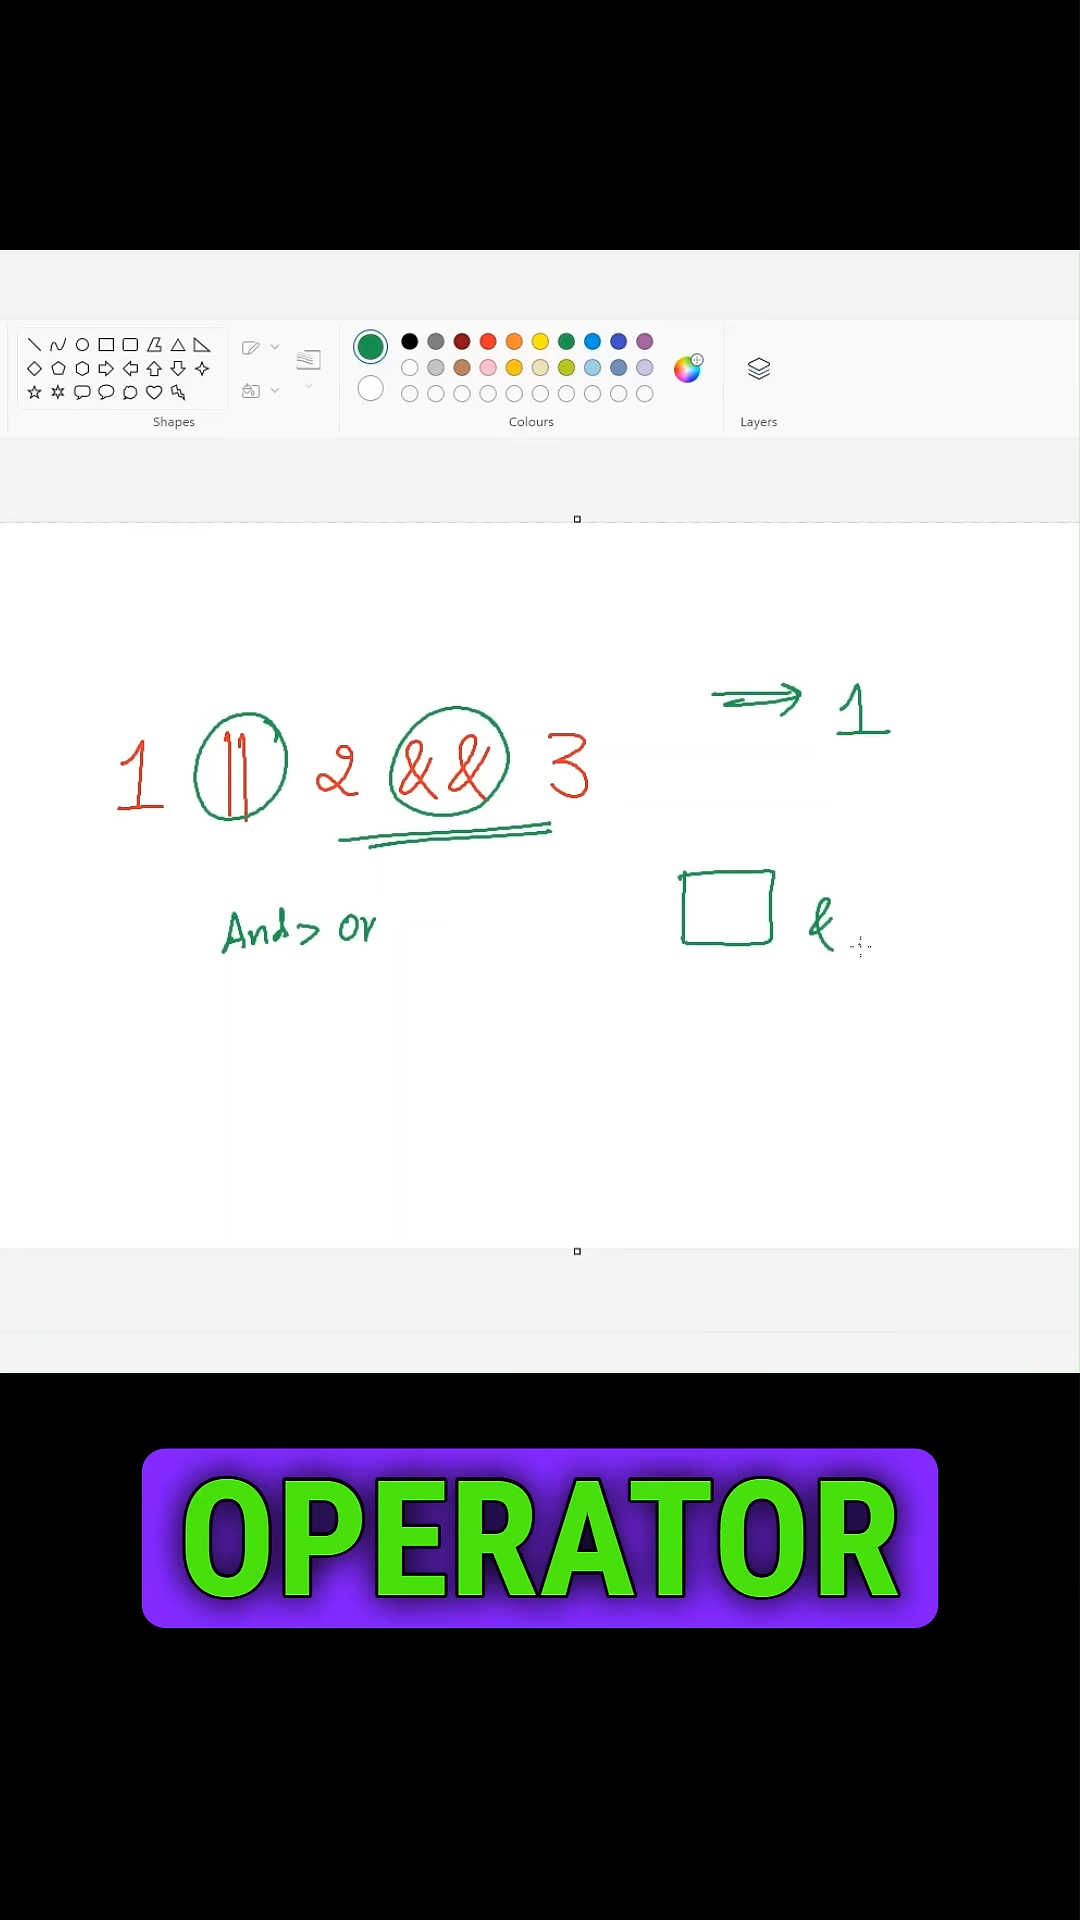 Shapes
Colours
Layers
1 || 2 && 3
⇒ 1
And > or
&
OPERATOR